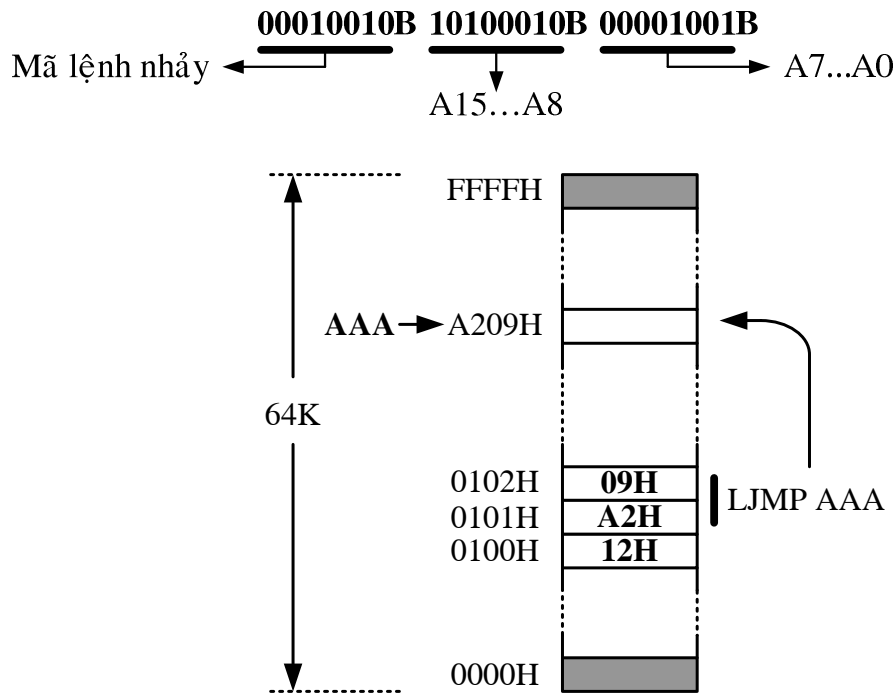 00010010B 10100010B 00001001B
Mã lệnh nhảy A7...A0
A15...A8
FFFFH
AAA A209H
64K
0102H 09H
LJMP AAA
0101H A2H
0100H 12H
0000H